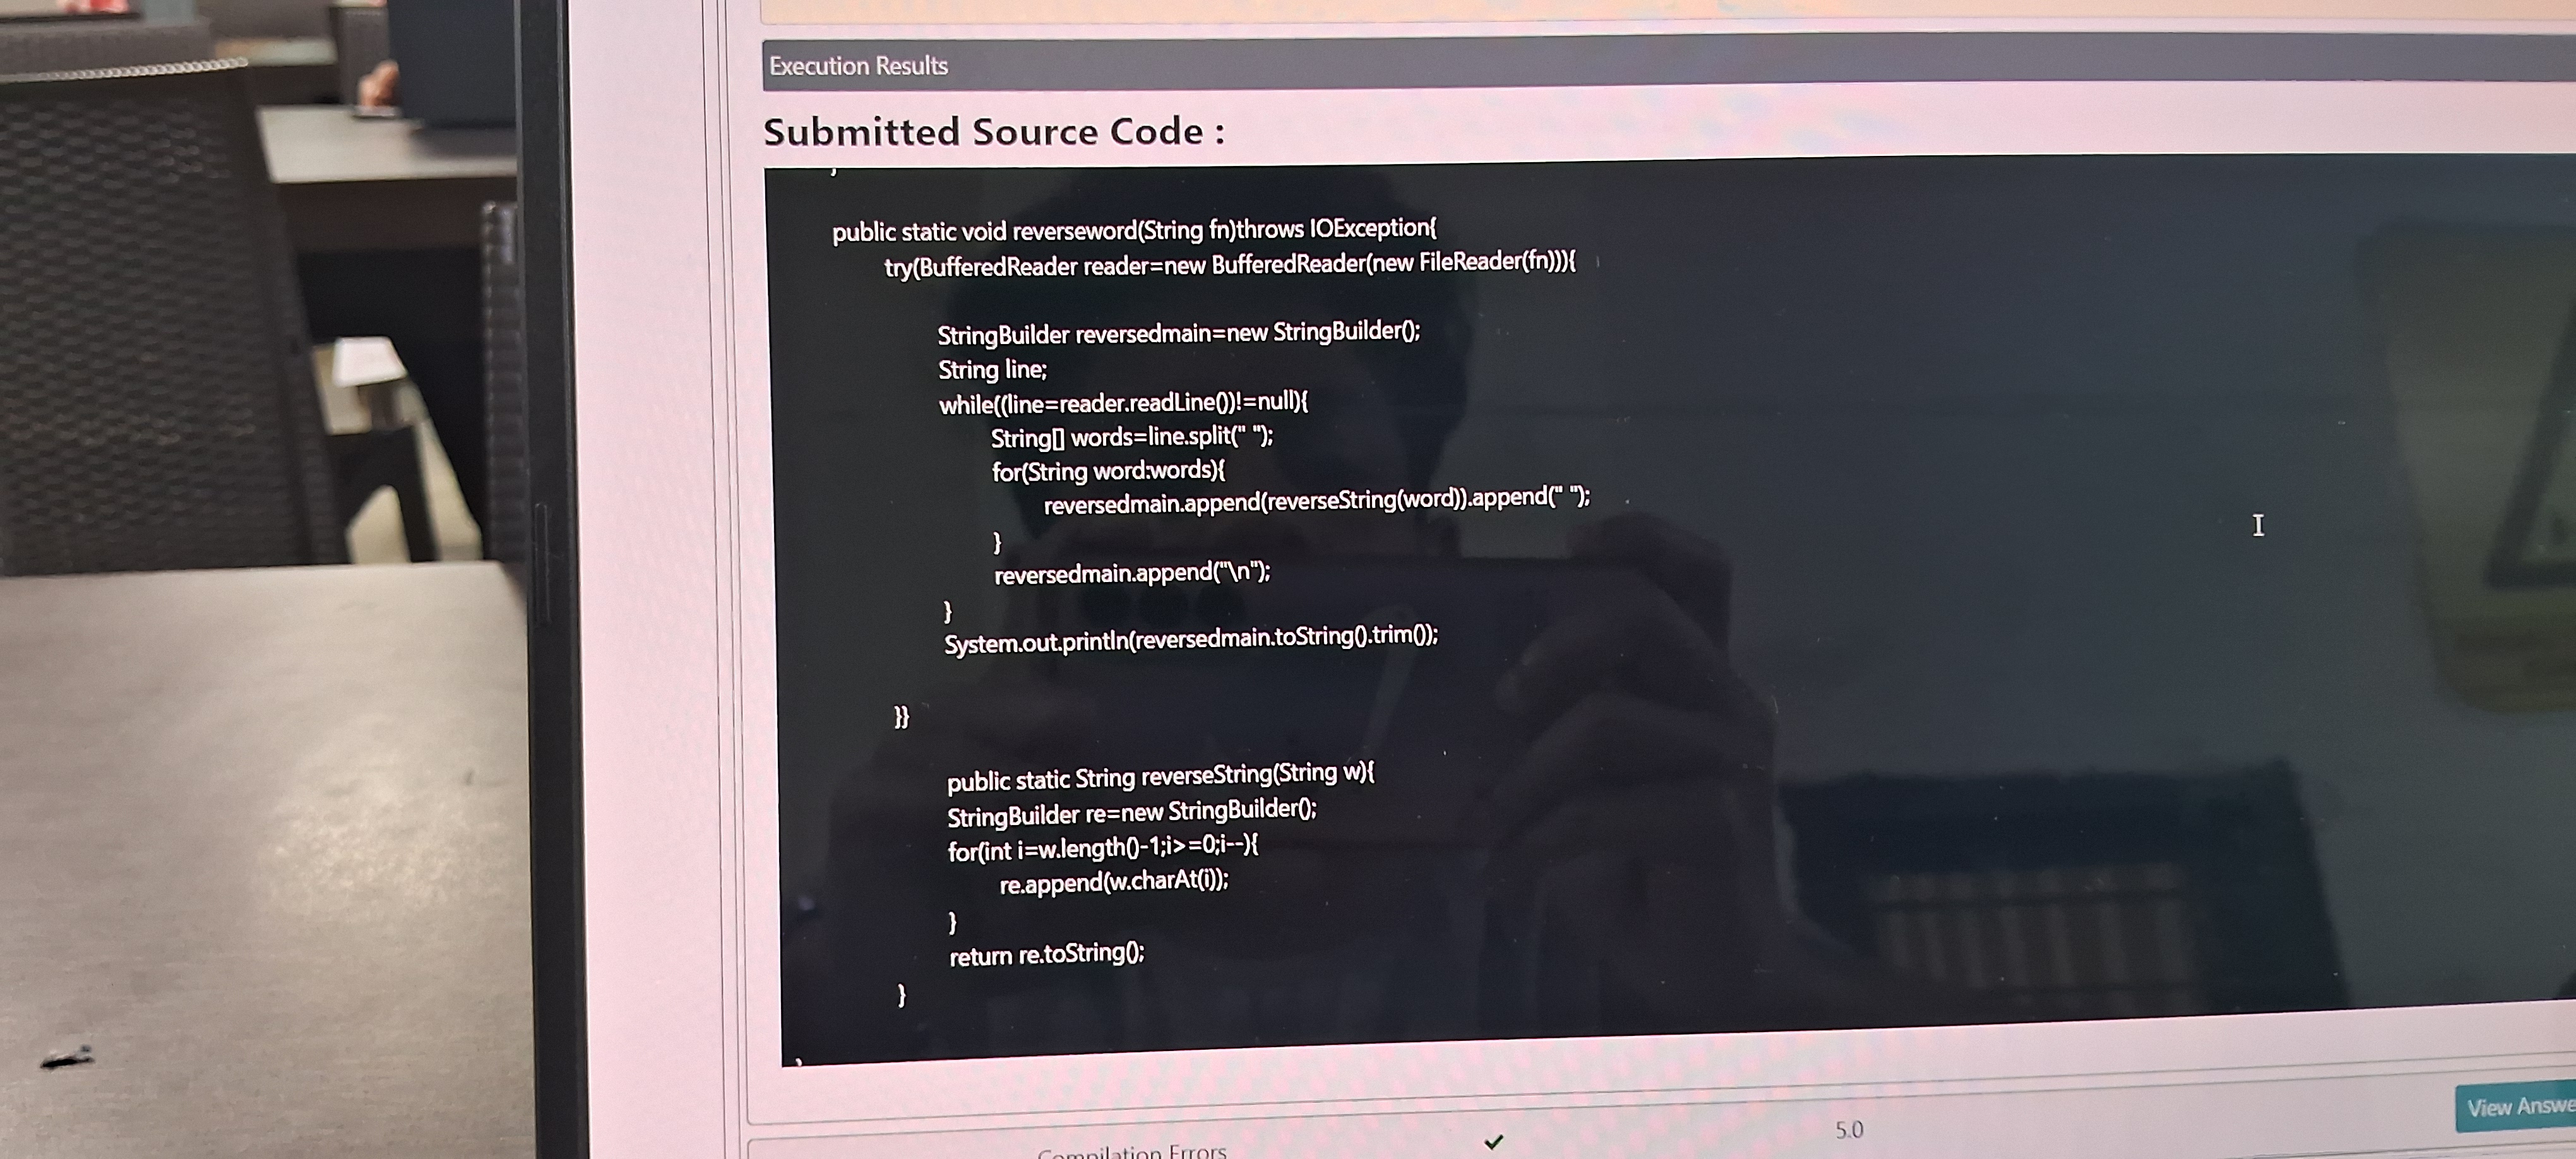 Execution Results
Submitted Source Code :
public static void reverseword(String fn)throws IOException{
try(BufferedReader reader=new BufferedReader(new FileReader(fn))){
StringBuilder reversedmain=new StringBuilder();
String line;
while((line=reader.readLine())!=null){
String[] words=line.split(" ");
for(String word:words){
reversedmain.append(reverseString(word)).append(" ");
}
reversedmain.append("\n");
}
System.out.println(reversedmain.toString().trim());
}}
public static String reverseString(String w){
StringBuilder re=new StringBuilder();
for(int i=w.length()-1;i>=0;i--){
re.append(w.charAt(i));
}
return re.toString();
}
View Answe
Compilation Errors ✔ 5.0